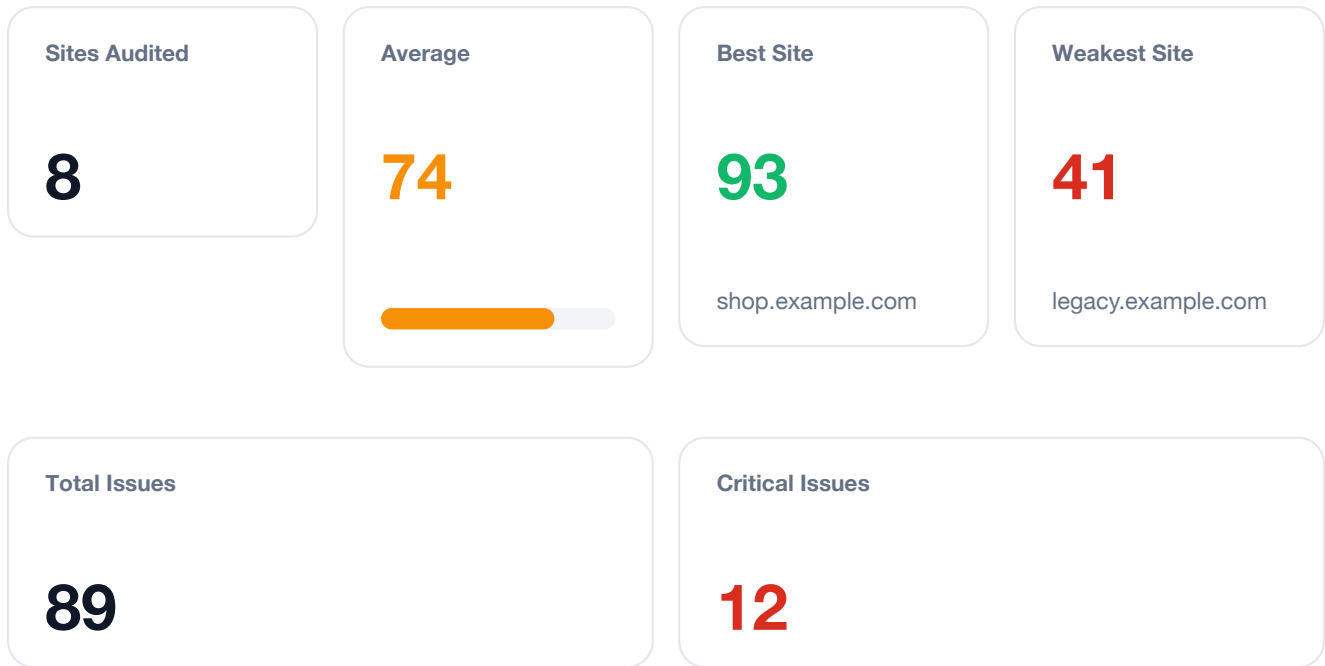 Sites Audited
8
Average
74
Best Site
93
shop.example.com
Weakest Site
41
legacy.example.com
Total Issues
89
Critical Issues
12